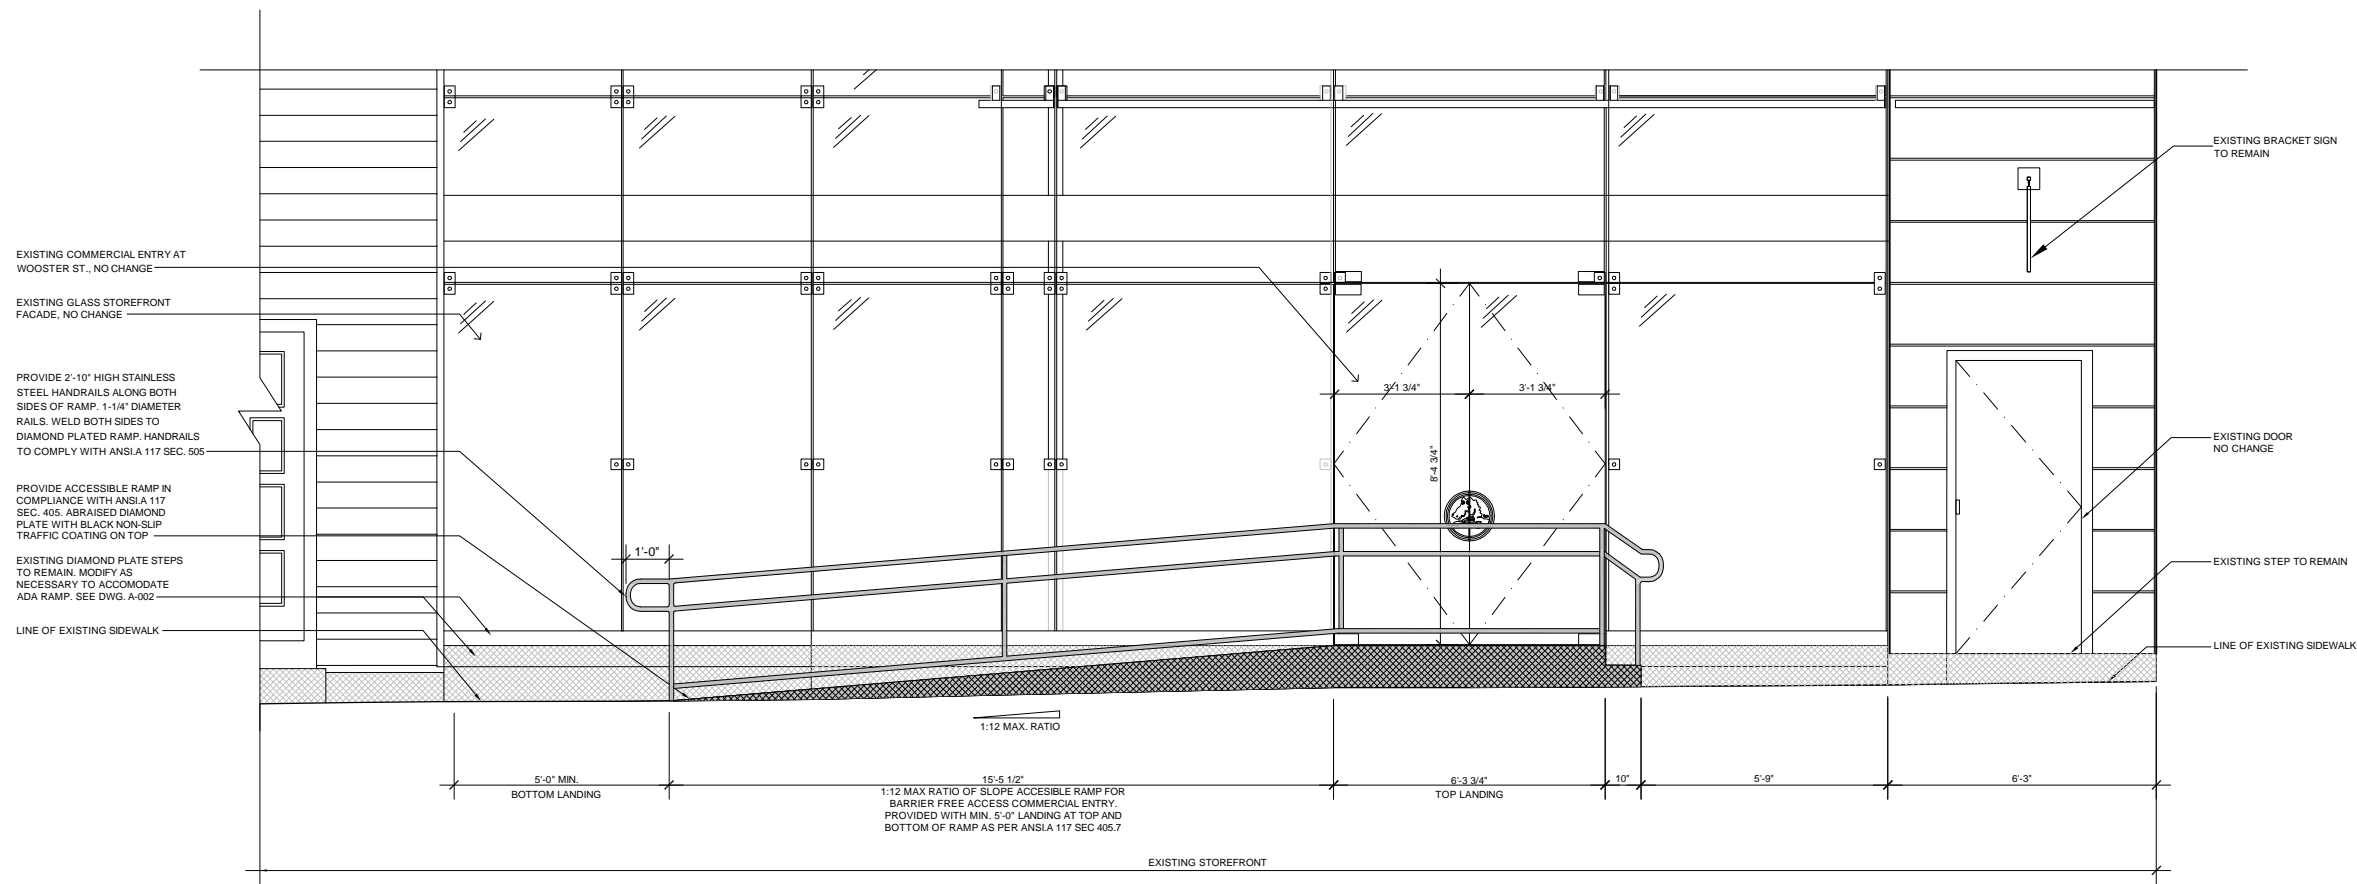 EXISTING BRACKET SIGN
TO REMAIN
EXISTING COMMERCIAL ENTRY AT
WOOSTER ST., NO CHANGE
EXISTING GLASS STOREFRONT
FACADE, NO CHANGE
PROVIDE 2'-10" HIGH STAINLESS
STEEL HANDRAILS ALONG BOTH
SIDES OF RAMP. 1-1/4" DIAMETER
RAILS. WELD BOTH SIDES TO
DIAMOND PLATED RAMP. HANDRAILS
TO COMPLY WITH ANSI.A 117 SEC. 505
PROVIDE ACCESSIBLE RAMP IN
COMPLIANCE WITH ANSI.A 117
SEC. 405. ABRAISED DIAMOND
PLATE WITH BLACK NON-SLIP
TRAFFIC COATING ON TOP
EXISTING DIAMOND PLATE STEPS
TO REMAIN. MODIFY AS
NECESSARY TO ACCOMODATE
ADA RAMP. SEE DWG. A-002
LINE OF EXISTING SIDEWALK
3'-1 3/4"
3'-1 3/4"
8'-4 3/4"
1'-0"
EXISTING DOOR
NO CHANGE
EXISTING STEP TO REMAIN
LINE OF EXISTING SIDEWALK
1:12 MAX. RATIO
5'-0" MIN.
BOTTOM LANDING
15'-5 1/2"
1:12 MAX RATIO OF SLOPE ACCESIBLE RAMP FOR
BARRIER FREE ACCESS COMMERCIAL ENTRY.
PROVIDED WITH MIN. 5'-0" LANDING AT TOP AND
BOTTOM OF RAMP AS PER ANSI.A 117 SEC 405.7
6'-3 3/4"
TOP LANDING
10"
5'-9"
6'-3"
EXISTING STOREFRONT